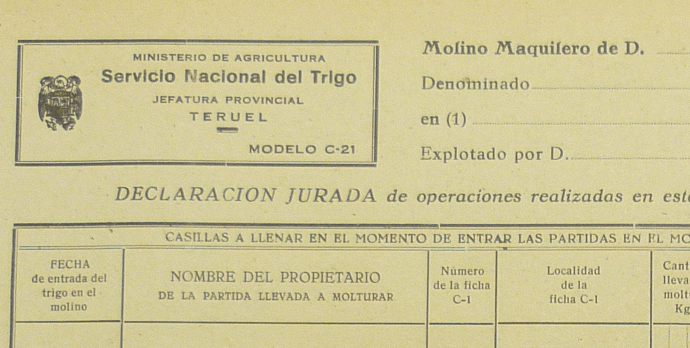 MINISTERIO DE AGRICULTURA
Servicio Nacional del Trigo
JEFATURA PROVINCIAL
TERUEL
MODELO C-21
Molino Maquilero de D.
Denominado
en (1)
Explotado por D.
DECLARACION JURADA de operaciones realizadas en est
CASILLAS A LLENAR EN EL MOMENTO DE ENTRAR LAS PARTIDAS EN EL MO
FECHA
de entrada del
trigo en el
molino
NOMBRE DEL PROPIETARIO
DE LA PARTIDA LLEVADA A MOLTURAR
Número
de la ficha
C-1
Localidad
de la
ficha C-1
Cant
lleva
molt
Kg